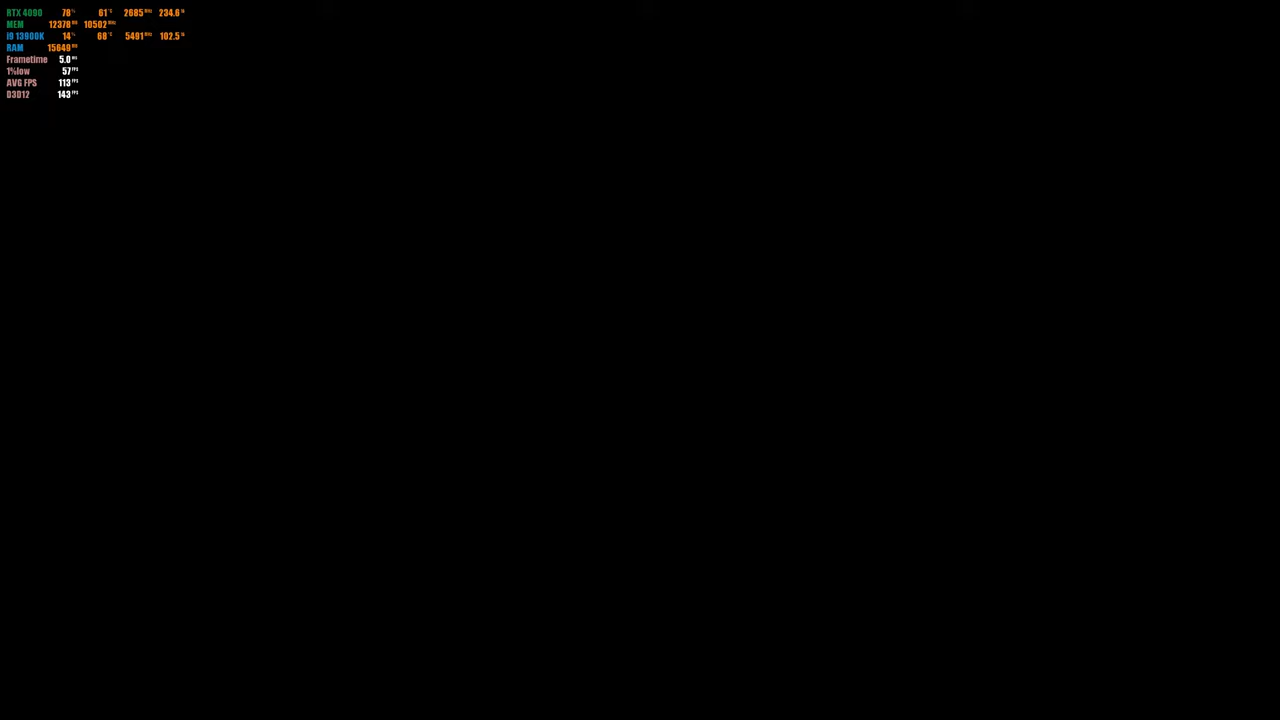 RTX 4090 78% 61°C 2685MHz 234.6W
MEM 12378MB 10502MHz
i9 13900K 14% 68°C 5491MHz 102.5W
RAM 15649MB
Frametime 5.0ms
1%low 57FPS
AVG FPS 113FPS
D3D12 143FPS